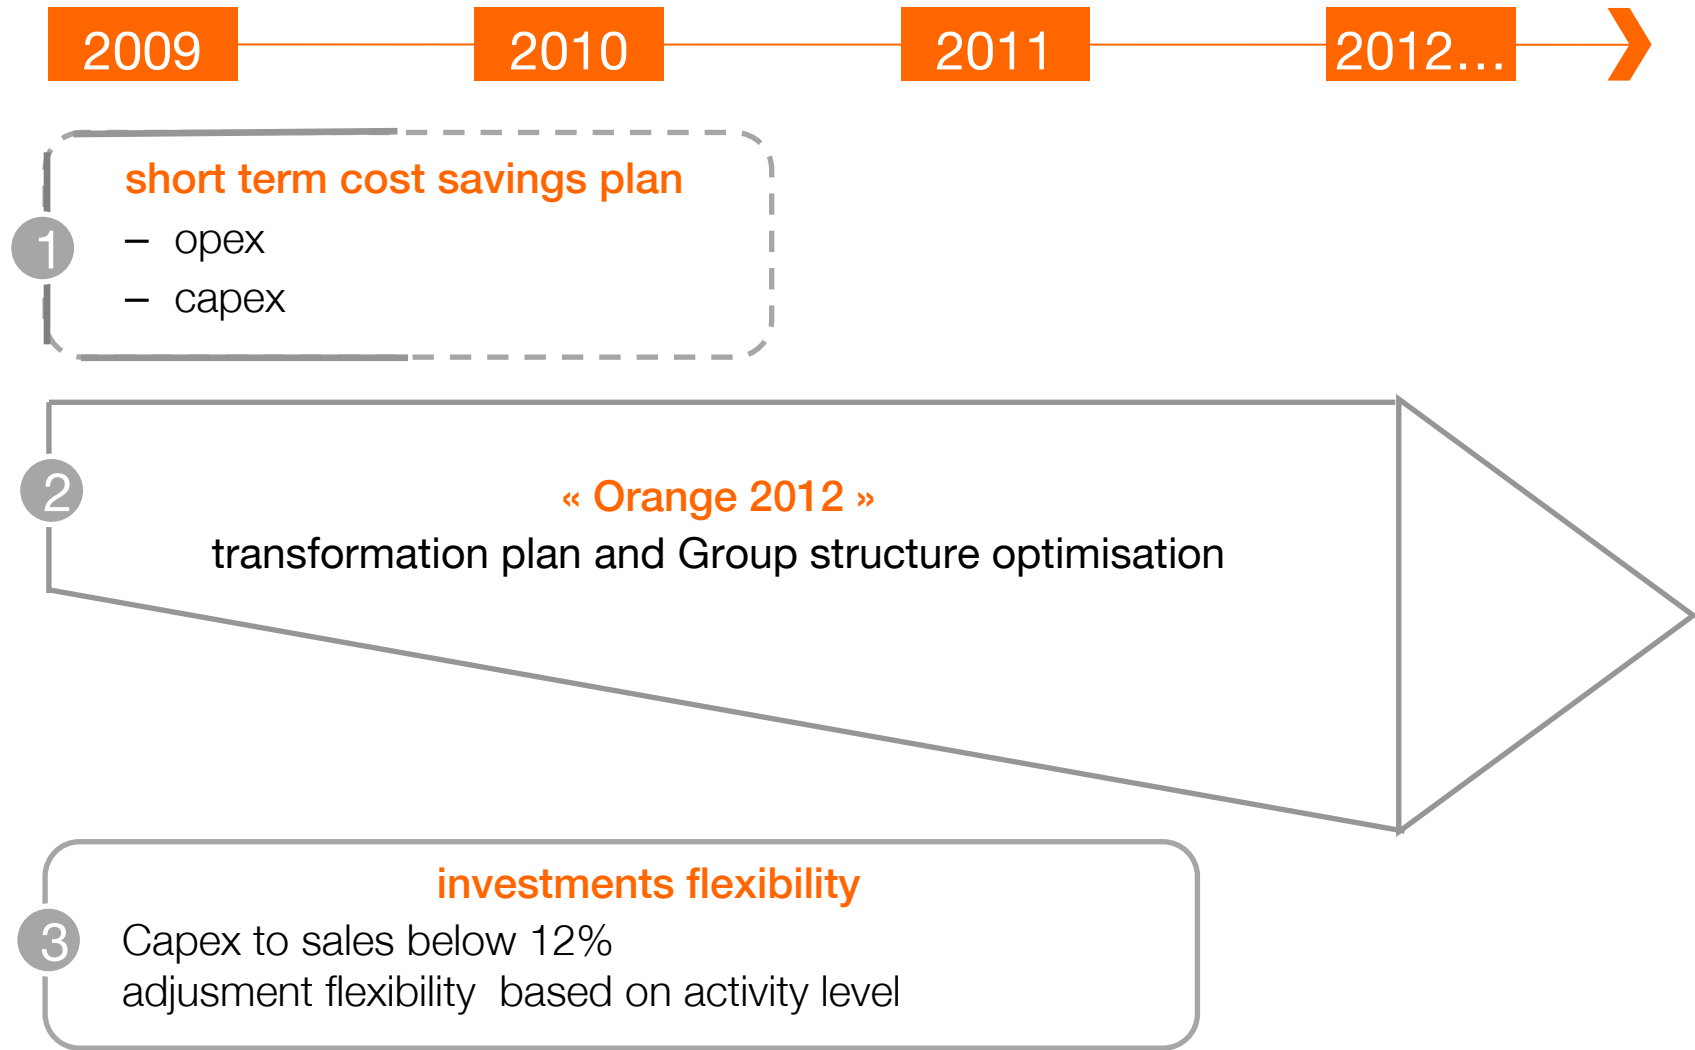 2009 2010 2011 2012...
short term cost savings plan
1
– opex
– capex
2
« Orange 2012 »
transformation plan and Group structure optimisation
investments flexibility
3
Capex to sales below 12%
adjusment flexibility based on activity level